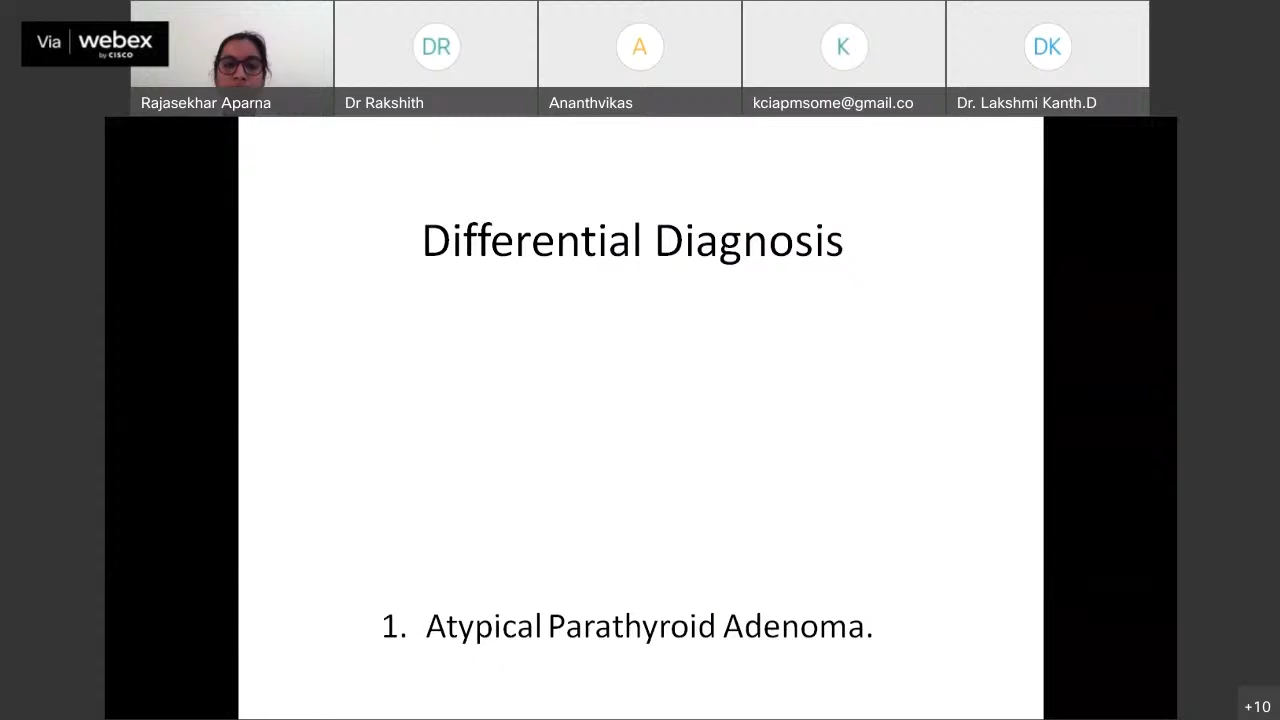 Via webex
by CISCO
DR
A
K
DK
Rajasekhar Aparna
Dr Rakshith
Ananthvikas
kciapmsome@gmail.co
Dr. Lakshmi Kanth.D
Differential Diagnosis
1. Atypical Parathyroid Adenoma.
+10